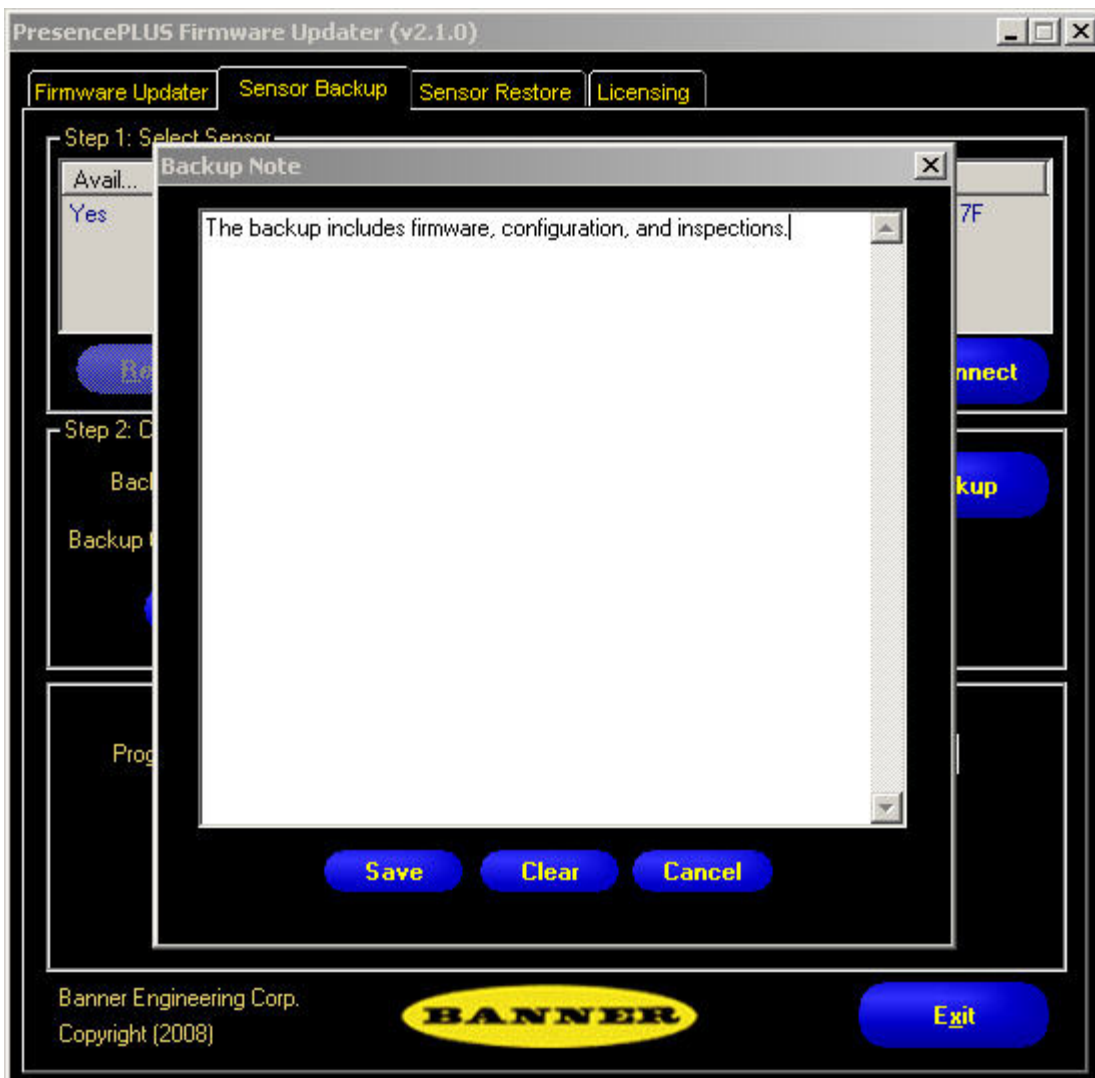 PresencePLUS Firmware Updater (v2.1.0)
Firmware Updater Sensor Backup Sensor Restore Licensing
Step 1: Select Sensor
Backup Note
Avail...
Yes 7F
The backup includes firmware, configuration, and inspections.
nnect
Step 2: C
Bac
kup
Backup
Prog
Save Clear Cancel
Banner Engineering Corp.
Copyright (2008)
BANNER
Exit